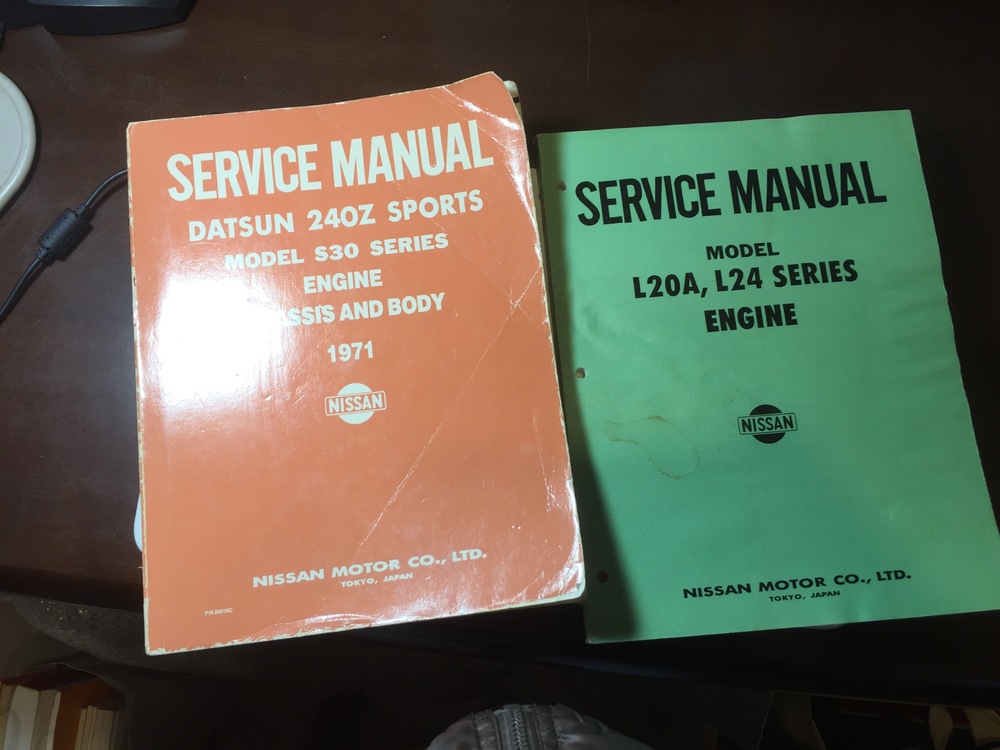 SERVICE MANUAL
DATSUN 240Z SPORTS
MODEL S30 SERIES
ENGINE
ASSIS AND BODY
1971
NISSAN
NISSAN MOTOR CO., LTD.
TOKYO, JAPAN
SERVICE MANUAL
MODEL
L20A, L24 SERIES
ENGINE
NISSAN
NISSAN MOTOR CO., LTD.
TOKYO, JAPAN